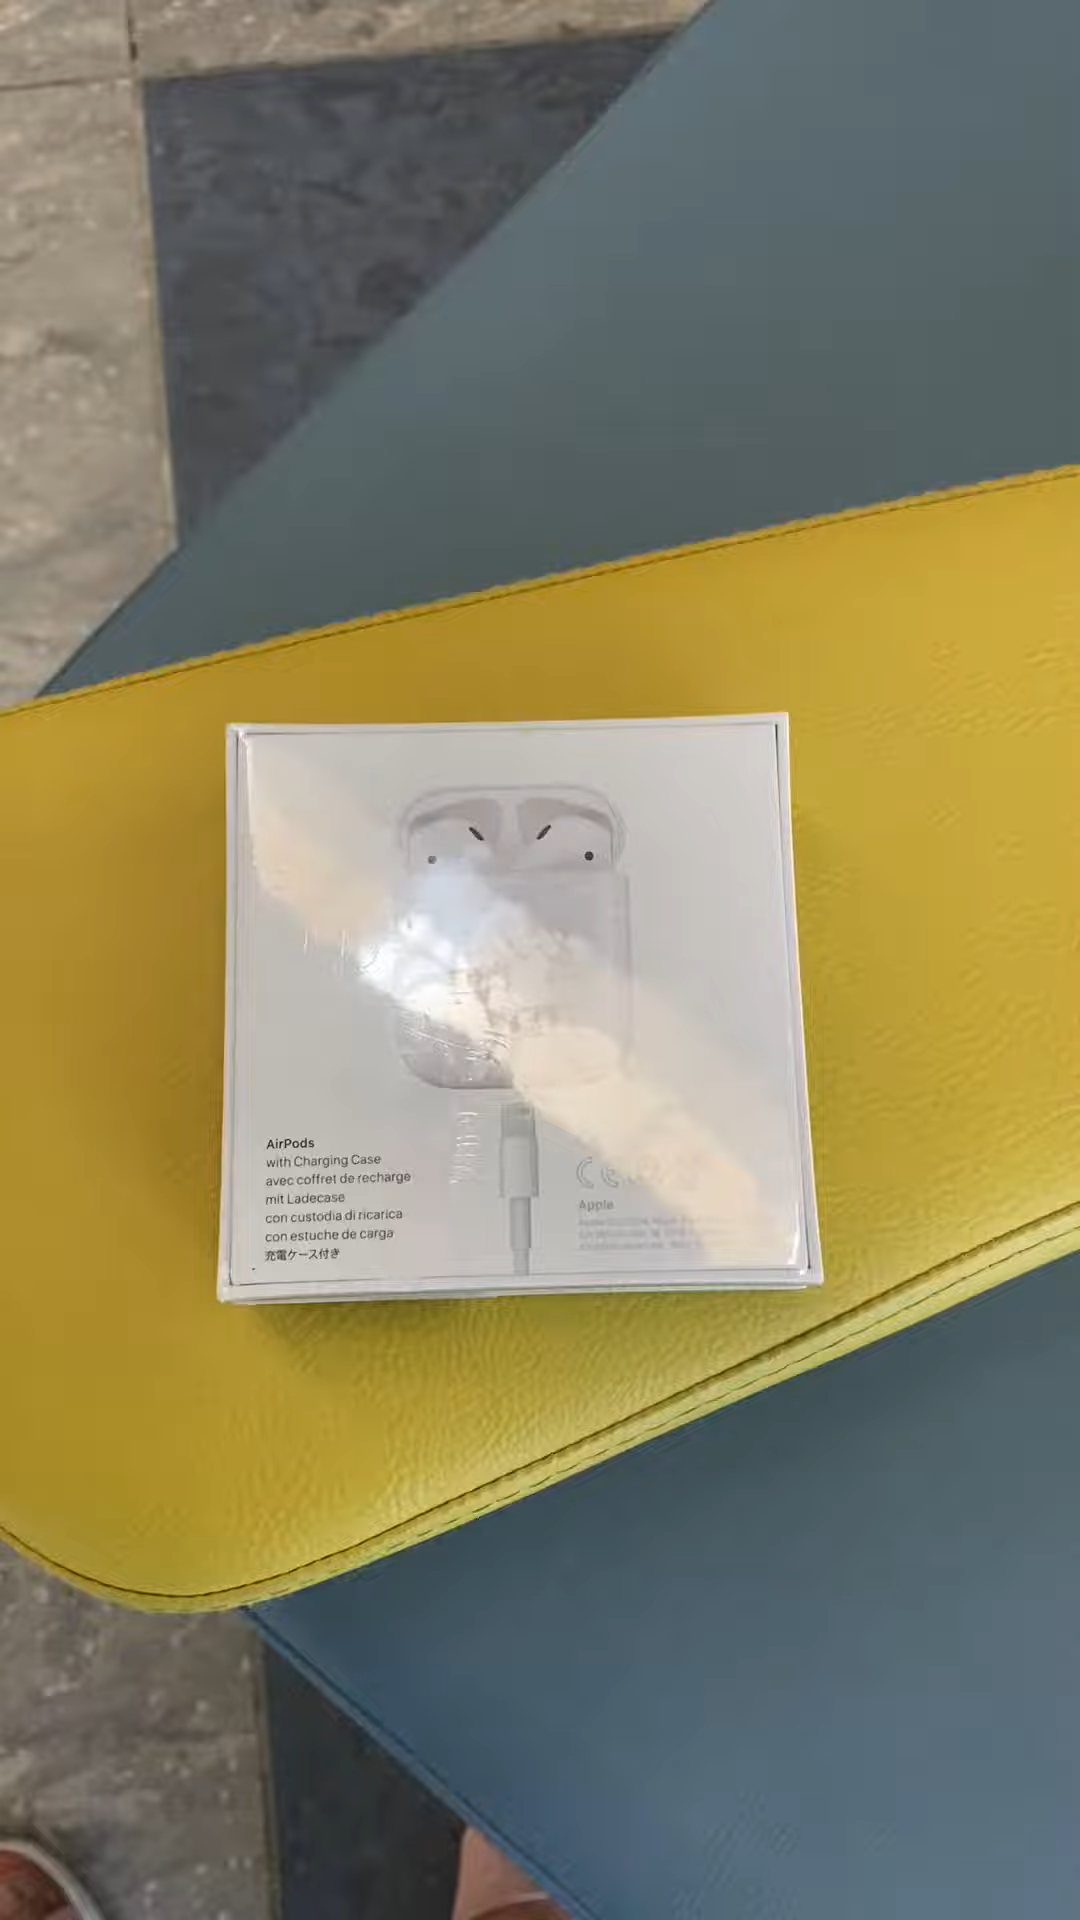 AirPods
with Charging Case
avec coffret de recharge
mit Ladecase
con custodia di ricarica
con estuche de carga
充電ケース付き
CE
Apple